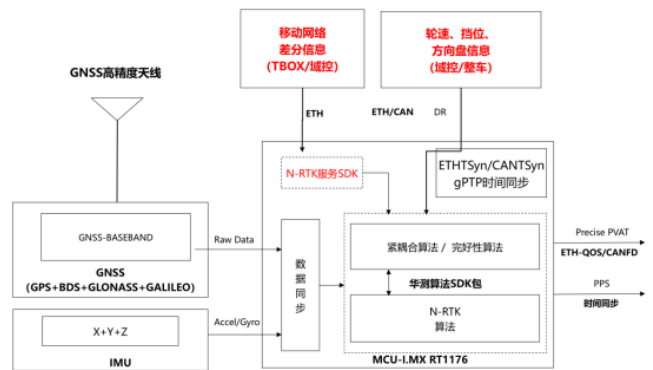 移动网络
差分信息
(TBOX/域控)
轮速、挡位、
方向盘信息
(域控/整车)
GNSS高精度天线
ETH
ETH/CAN
DR
N-RTK服务SDK
ETHTSyn/CANTSyn
gPTP时间同步
GNSS-BASEBAND
GNSS
(GPS+BDS+GLONASS+GALILEO)
Raw Data
数据同步
紧耦合算法 / 完好性算法
华测算法SDK包
N-RTK
算法
Precise PVAT
ETH-QOS/CANFD
PPS
时间同步
X+Y+Z
IMU
Accel/Gyro
MCU-I.MX RT1176